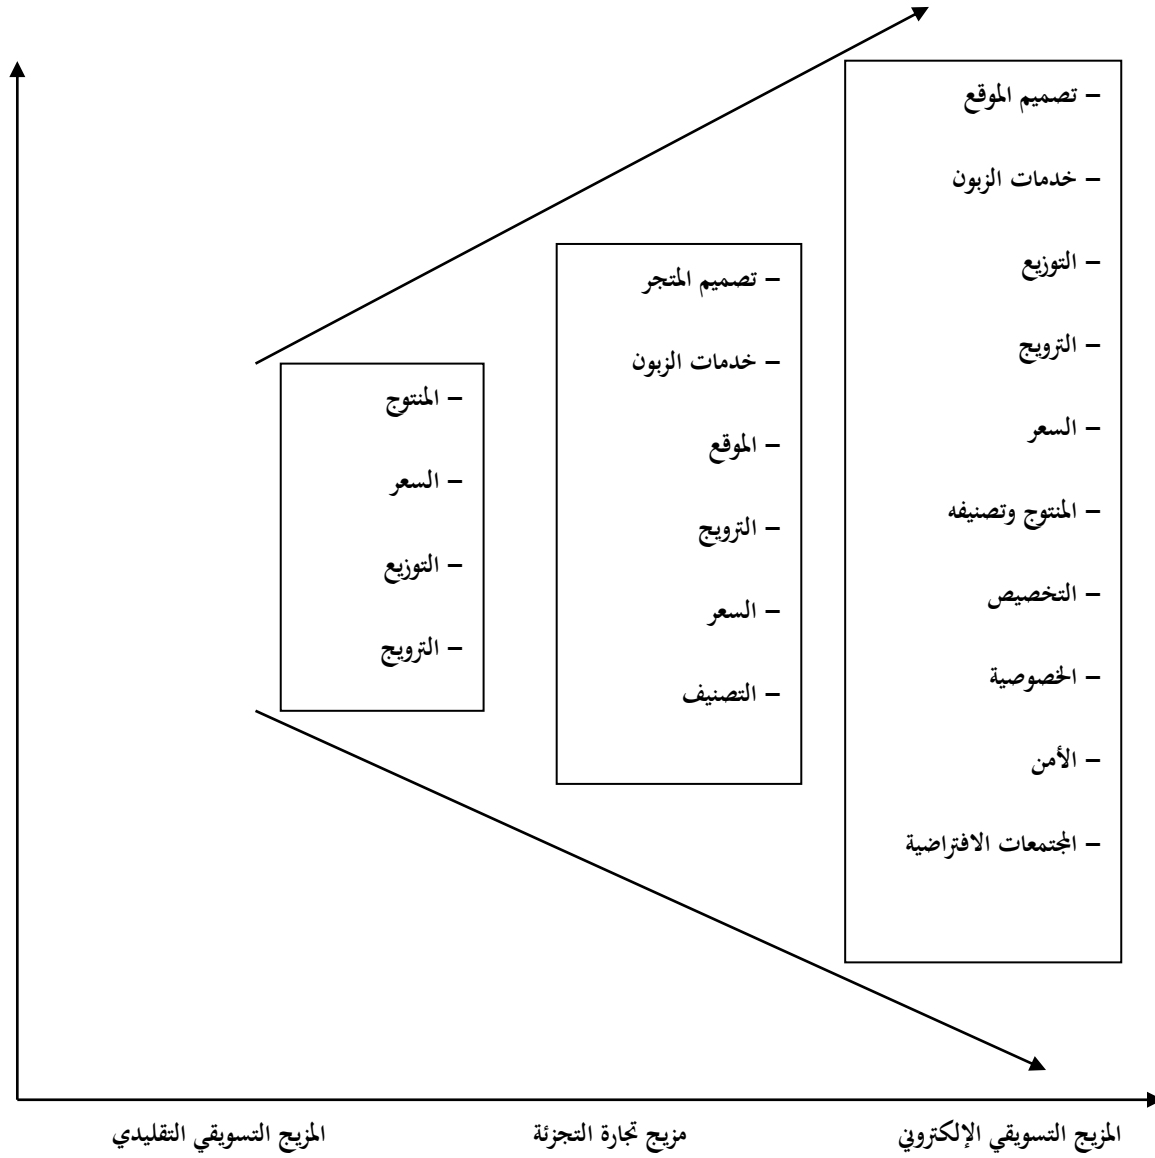 – تصميم الموقع
– خدمات الزبون
– التوزيع
– الترويج
– السعر
– المنتوج وتصنيفه
– التخصيص
– الخصوصية
– الأمن
– المجتمعات الافتراضية
– تصميم المتجر
– خدمات الزبون
– الموقع
– الترويج
– السعر
– التصنيف
– المنتوج
– السعر
– التوزيع
– الترويج
المزيج التسويقي الإلكتروني
مزيج تجارة التجزئة
المزيج التسويقي التقليدي